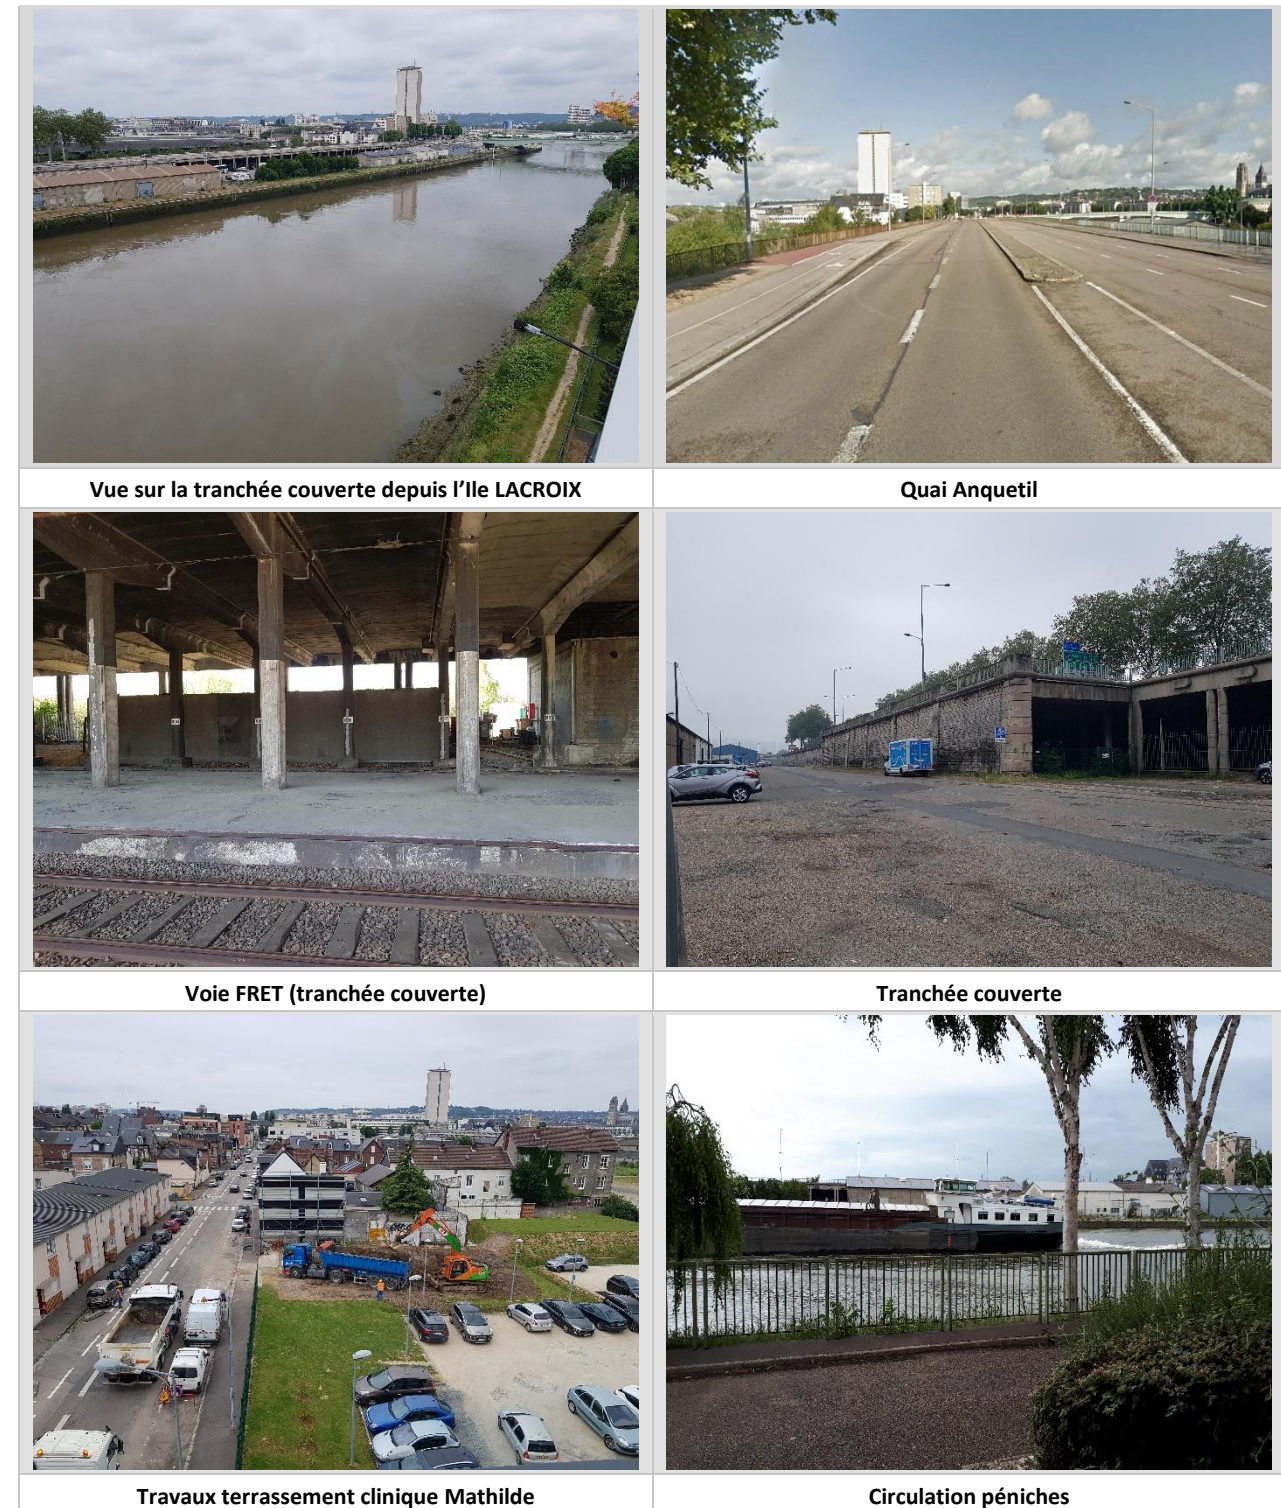 Vue sur la tranchée couverte depuis l’Ile LACROIX
Quai Anquetil
Voie FRET (tranchée couverte)
Tranchée couverte
Travaux terrassement clinique Mathilde
Circulation péniches